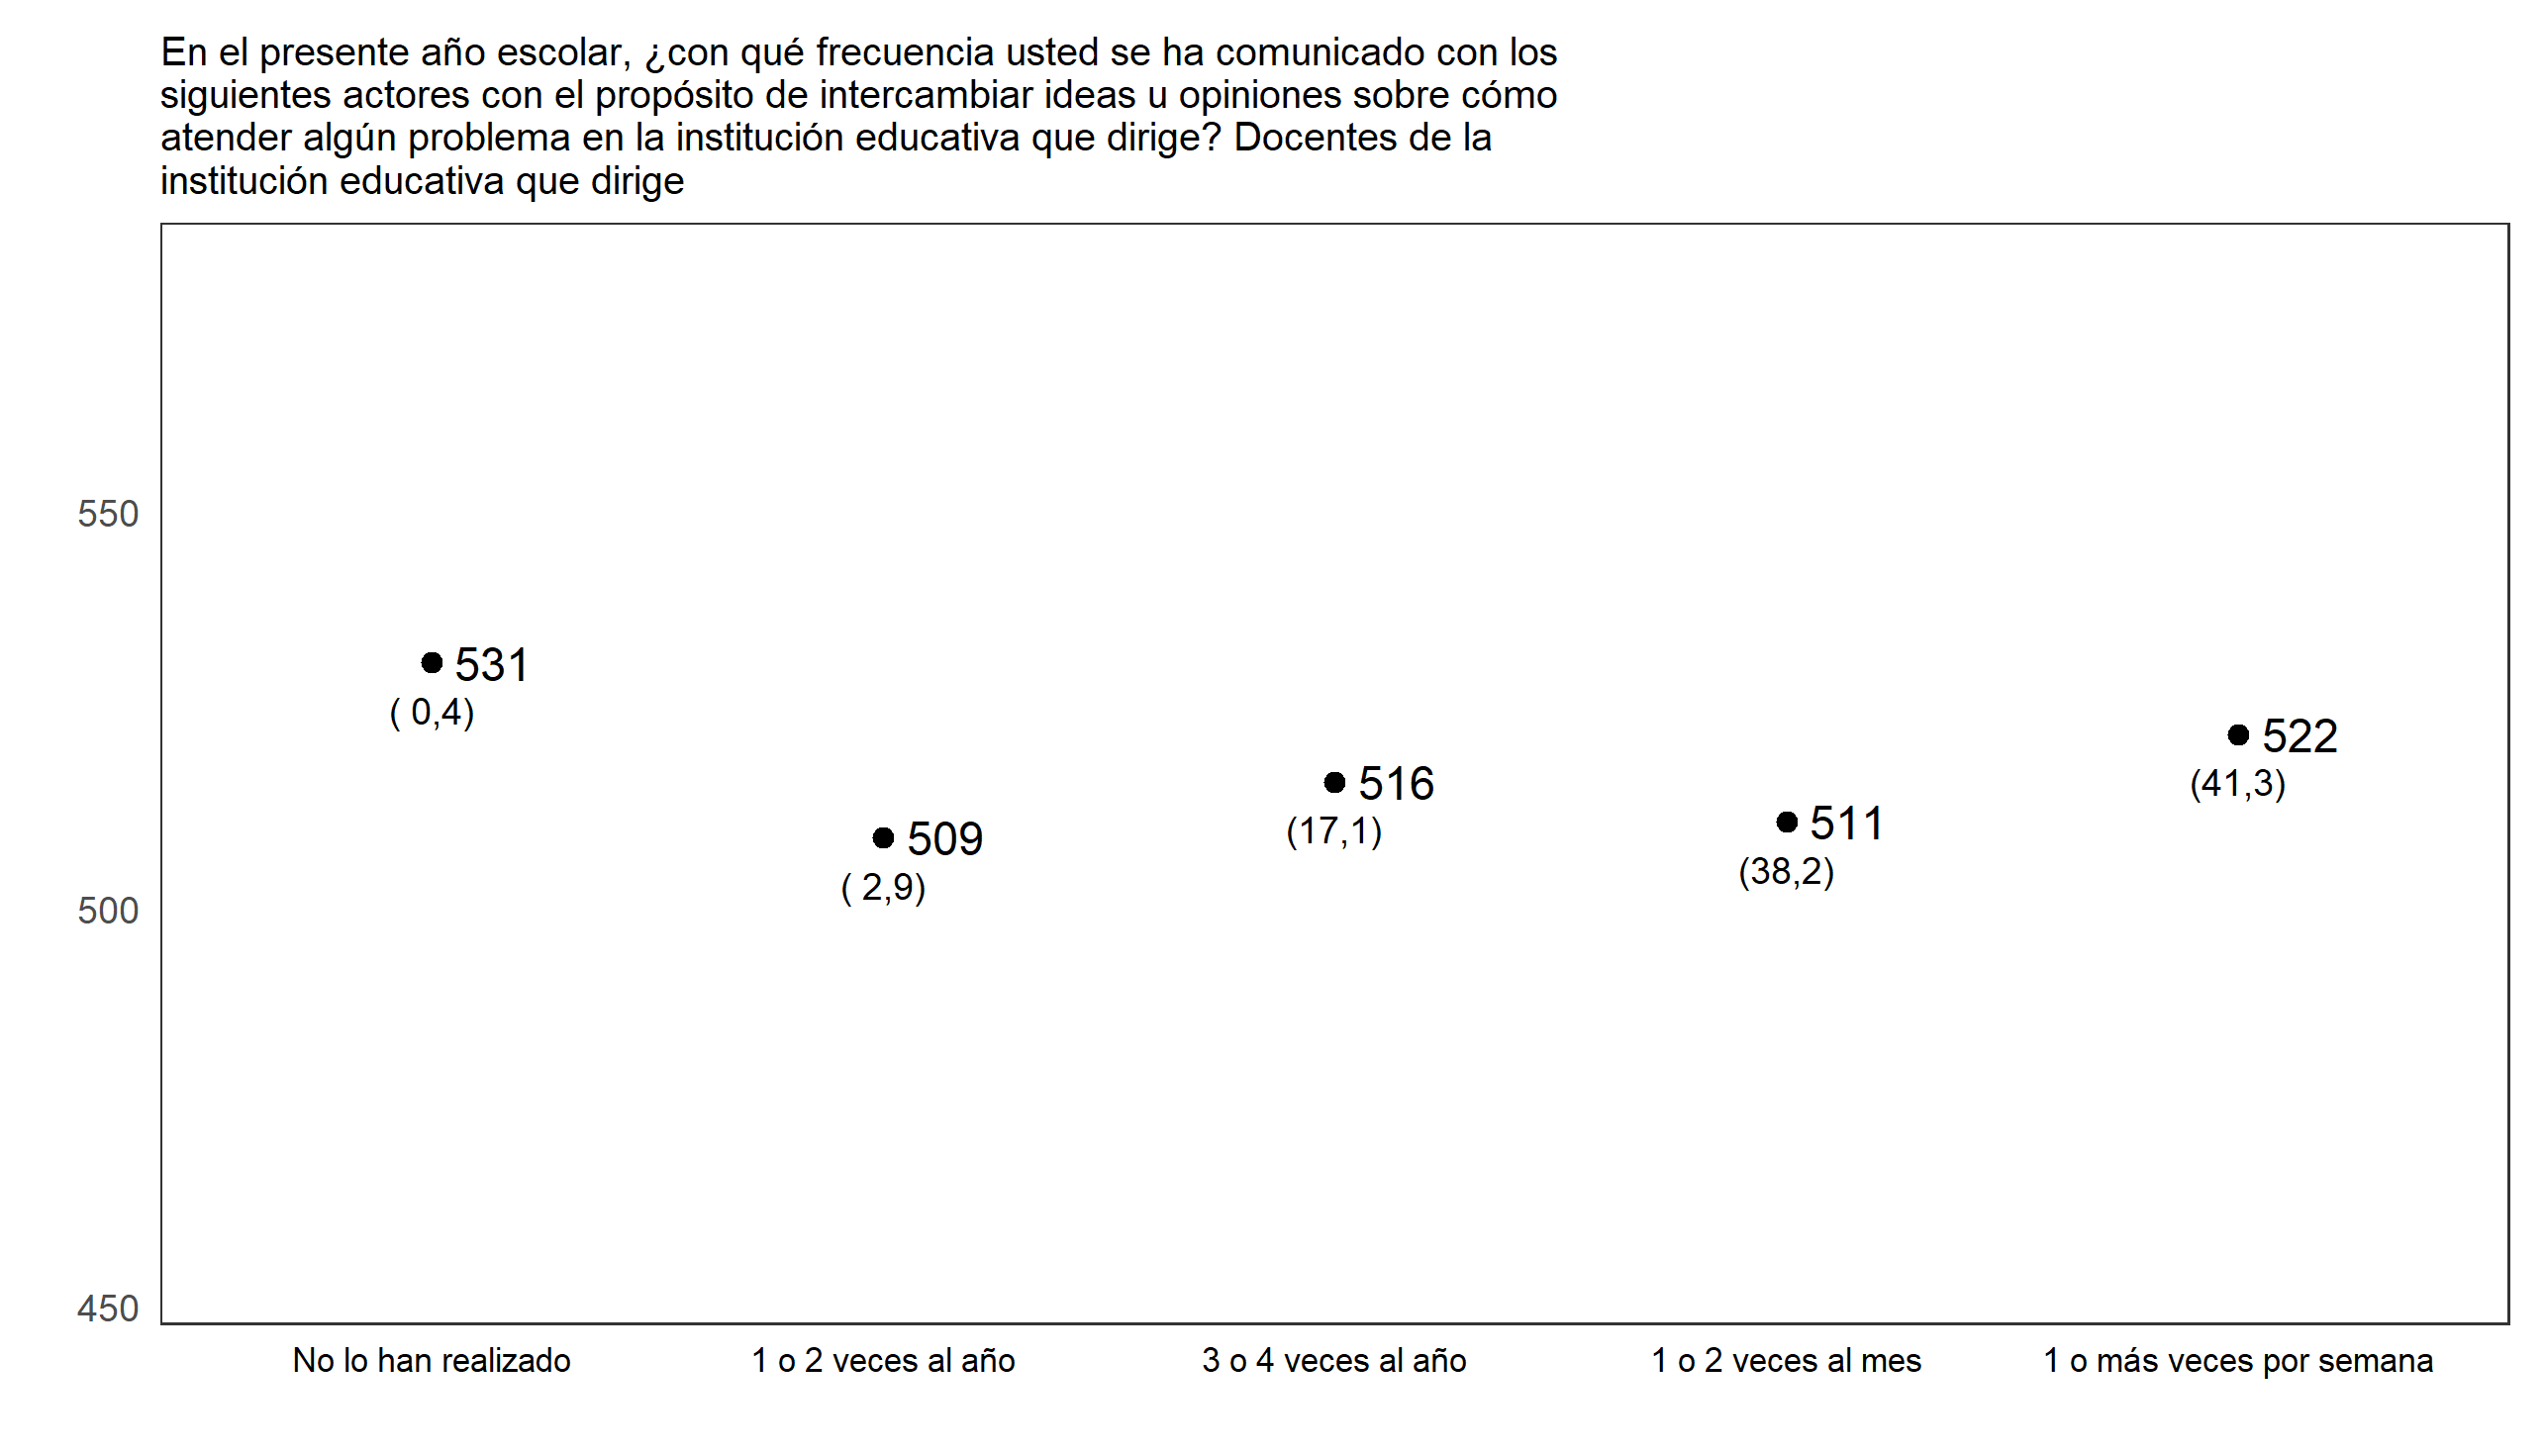 En el presente año escolar, ¿con qué frecuencia usted se ha comunicado con los
siguientes actores con el propósito de intercambiar ideas u opiniones sobre cómo
atender algún problema en la institución educativa que dirige? Docentes de la
institución educativa que dirige
550
500
450
531
( 0,4)
509
( 2,9)
516
(17,1)
511
(38,2)
522
(41,3)
No lo han realizado
1 o 2 veces al año
3 o 4 veces al año
1 o 2 veces al mes
1 o más veces por semana